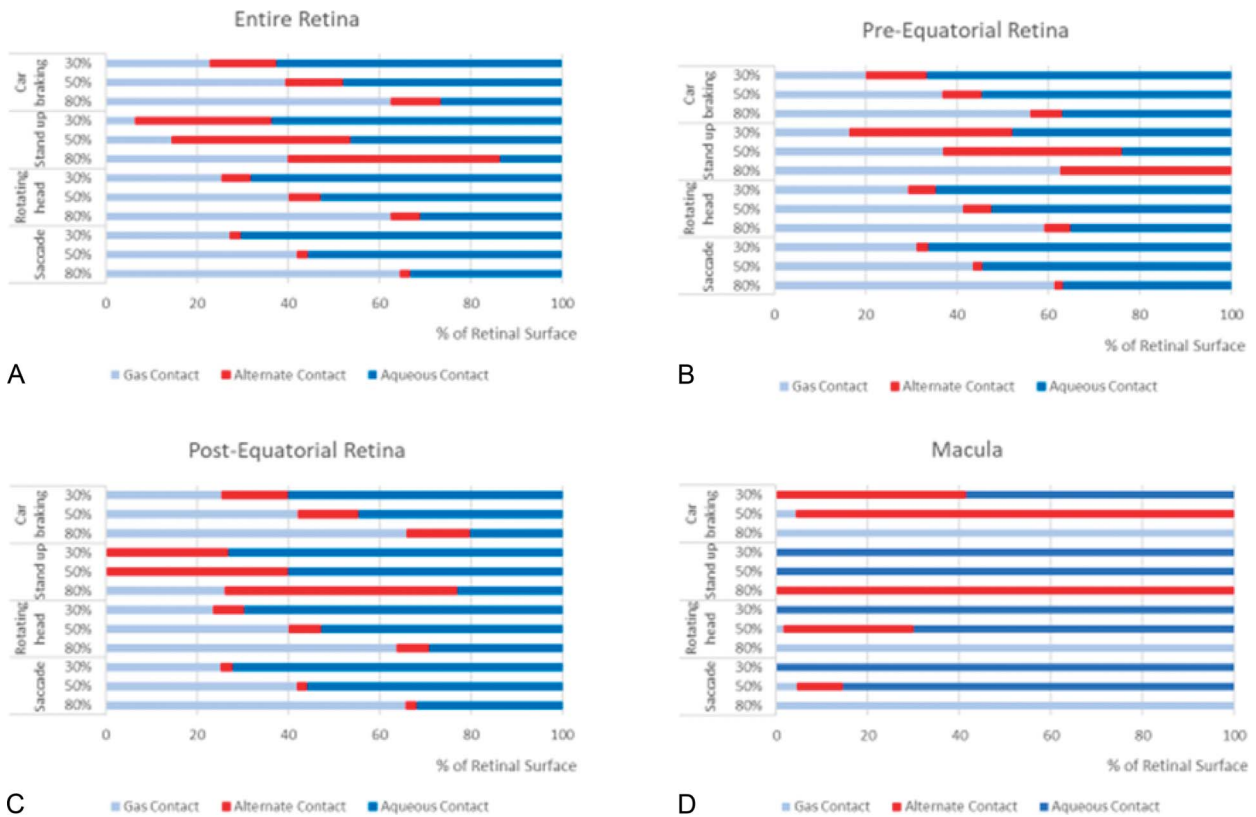 Entire Retina
Car braking
30%
50%
80%
Stand up
30%
50%
80%
Rotating head
30%
50%
80%
Saccade
30%
50%
80%
0 20 40 60 80 100
% of Retinal Surface
Gas Contact Alternate Contact Aqueous Contact
A
Pre-Equatorial Retina
Car braking
30%
50%
80%
Stand up
30%
50%
80%
Rotating head
30%
50%
80%
Saccade
30%
50%
80%
0 20 40 60 80 100
% of Retinal Surface
Gas Contact Alternate Contact Aqueous Contact
B
Post-Equatorial Retina
Car braking
30%
50%
80%
Stand up
30%
50%
80%
Rotating head
30%
50%
80%
Saccade
30%
50%
80%
0 20 40 60 80 100
% of Retinal Surface
Gas Contact Alternate Contact Aqueous Contact
C
Macula
Car braking
30%
50%
80%
Stand up
30%
50%
80%
Rotating head
30%
50%
80%
Saccade
30%
50%
80%
0 20 40 60 80 100
% of Retinal Surface
Gas Contact Alternate Contact Aqueous Contact
D